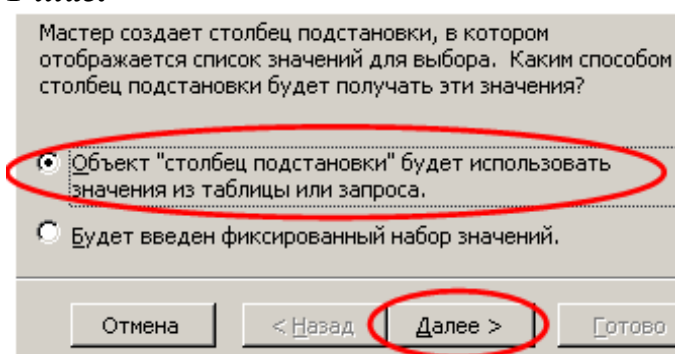 Мастер создает столбец подстановки, в котором
отображается список значений для выбора. Каким способом
столбец подстановки будет получать эти значения?
Объект "столбец подстановки" будет использовать
значения из таблицы или запроса.
Будет введен фиксированный набор значений.
Отмена < Назад Далее > Готово